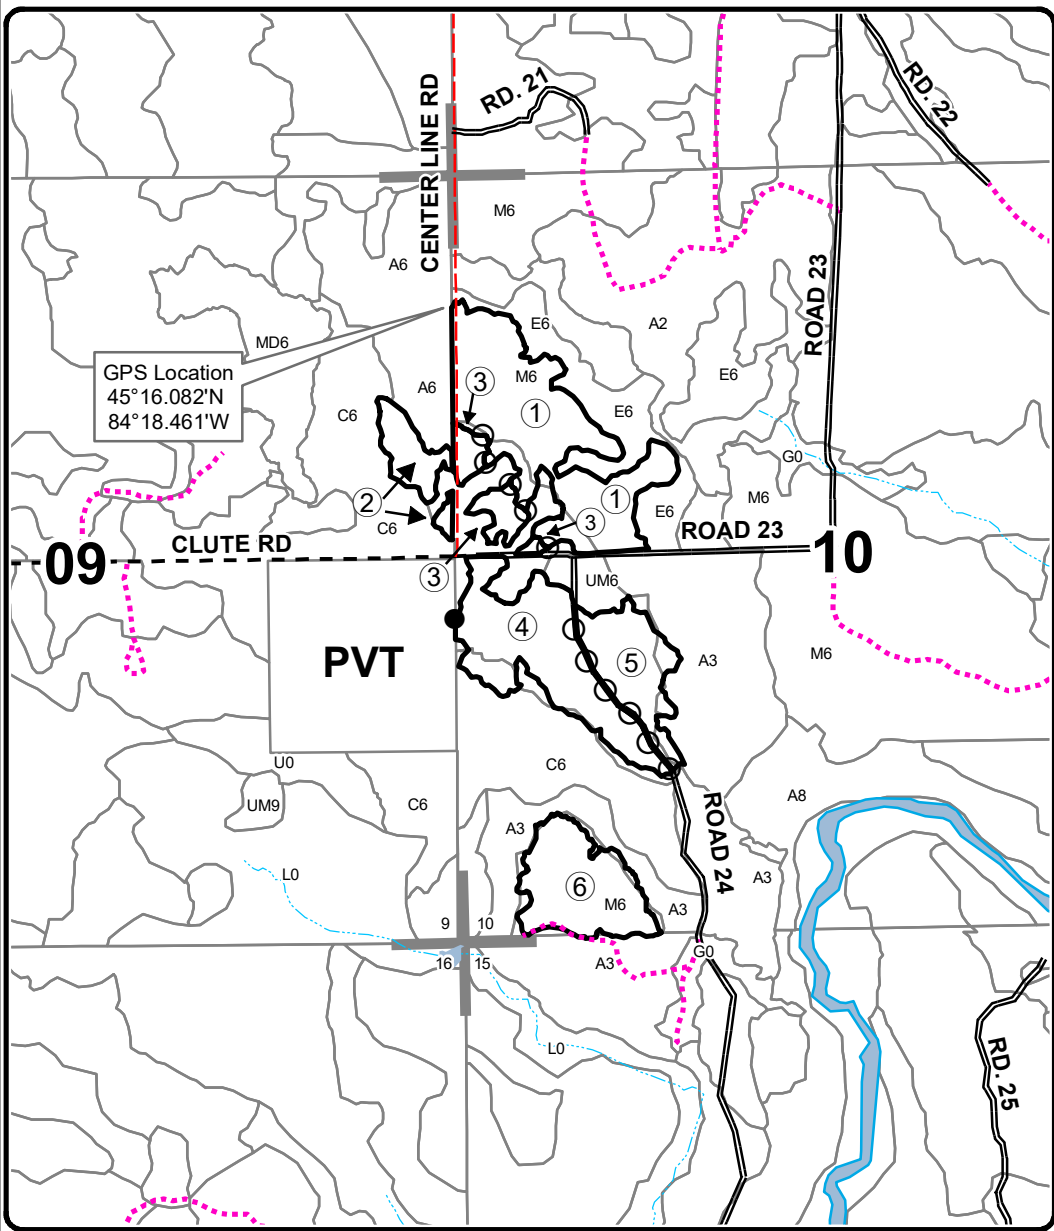 RD. 21
RD. 22
CENTER LINE RD
M6
A6
ROAD 23
E6
A2
MD6
GPS Location
45°16.082'N
84°18.461'W
A6
3
M6
E6
C6
1
E6
G0
2
1
M6
C6
3
E6
CLUTE RD
ROAD 23
09
10
3
UM6
4
PVT
5
A3
M6
U0
C6
UM9
C6
A8
ROAD 24
A3
L0
6
A3
M6
A3
9 10
16 15
A3
G0
L0
RD. 25